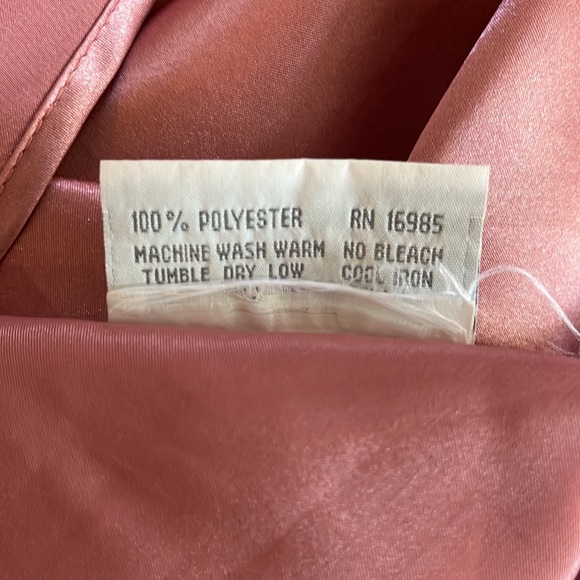 100% POLYESTER RN 16985
MACHINE WASH WARM NO BLEACH
TUMBLE DRY LOW COOL IRON